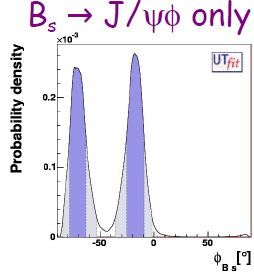 Bs → J/ψφ only
×10⁻³
UTfit
Probability density
0.2
0.1
0
-50 0 50
ϕBs[°]